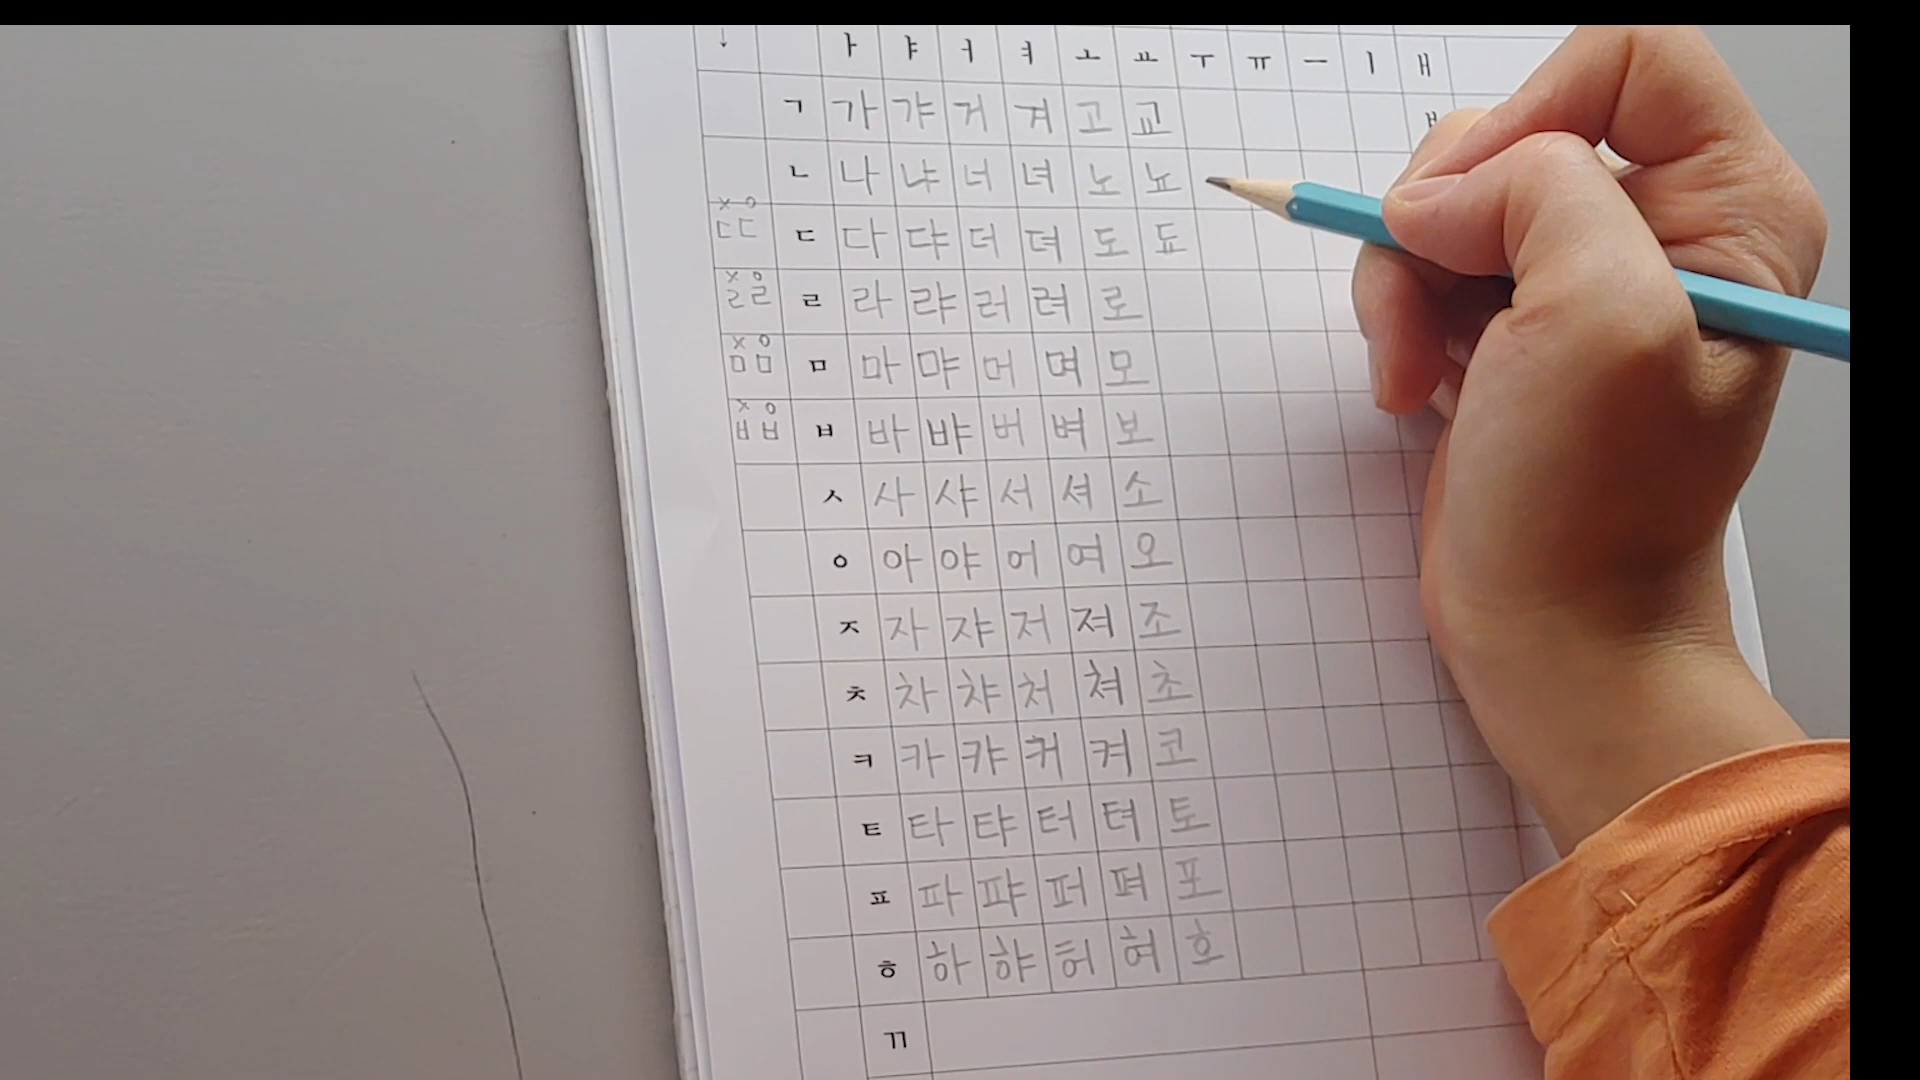 ↓ ㅏ ㅑ ㅓ ㅕ ㅗ ㅛ ㅜ ㅠ ㅡ ㅣ ㅐ
ㄱ 가 갸 거 겨 고 교
ㄴ 나 냐 너 녀 노 뇨
x o
ㄷ ㄷ ㄷ 다 댜 더 뎌 도 됴
x o
ㄹ ㄹ ㄹ 라 랴 러 려 로
x o
ㅁ ㅁ ㅁ 마 먀 머 며 모
x o
ㅂ ㅂ ㅂ 바 뱌 버 벼 보
ㅅ 사 샤 서 셔 소
ㅇ 아 야 어 여 오
ㅈ 자 쟈 저 져 조
ㅊ 차 챠 처 쳐 초
ㅋ 카 캬 커 켜 코
ㅌ 타 탸 터 텨 토
ㅍ 파 퍄 퍼 펴 포
ㅎ 하 햐 허 혀 호
ㄲ